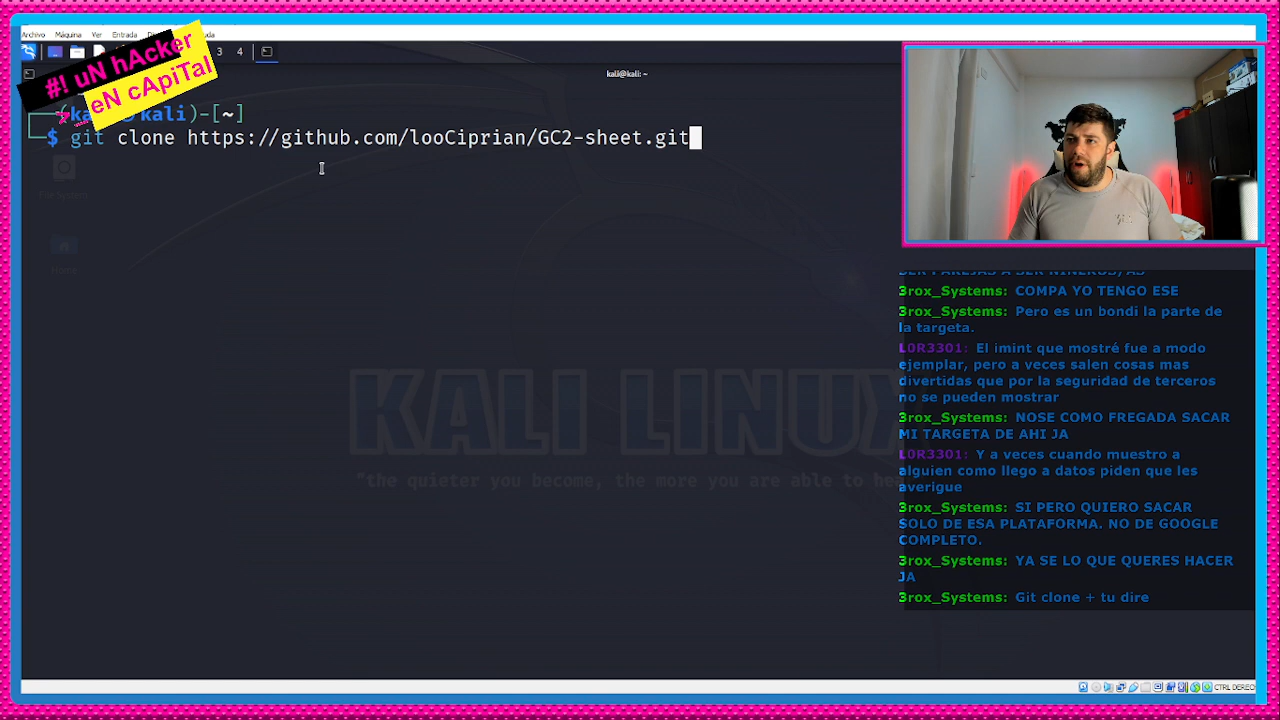 Archivo Máquina Ver Entrada
#! uN hAcker
eN cApiTal
3 4
kali@kali: ~
kali)-[~]
$ git clone https://github.com/looCiprian/GC2-sheet.git
File System
Home
KALI LINUX
"the quieter you become, the more you are able to
3rox_Systems: COMPA YO TENGO ESE
3rox_Systems: Pero es un bondi la parte de
la targeta.
L0R3301: El imint que mostré fue a modo
ejemplar, pero a veces salen cosas mas
divertidas que por la seguridad de terceros
no se pueden mostrar
3rox_Systems: NOSE COMO FREGADA SACAR
MI TARGETA DE AHI JA
L0R3301: Y a veces cuando muestro a
alguien como llego a datos piden que les
averigue
3rox_Systems: SI PERO QUIERO SACAR
SOLO DE ESA PLATAFORMA. NO DE GOOGLE
COMPLETO.
3rox_Systems: YA SE LO QUE QUERES HACER
JA
3rox_Systems: Git clone + tu dire
CTRL DERECH